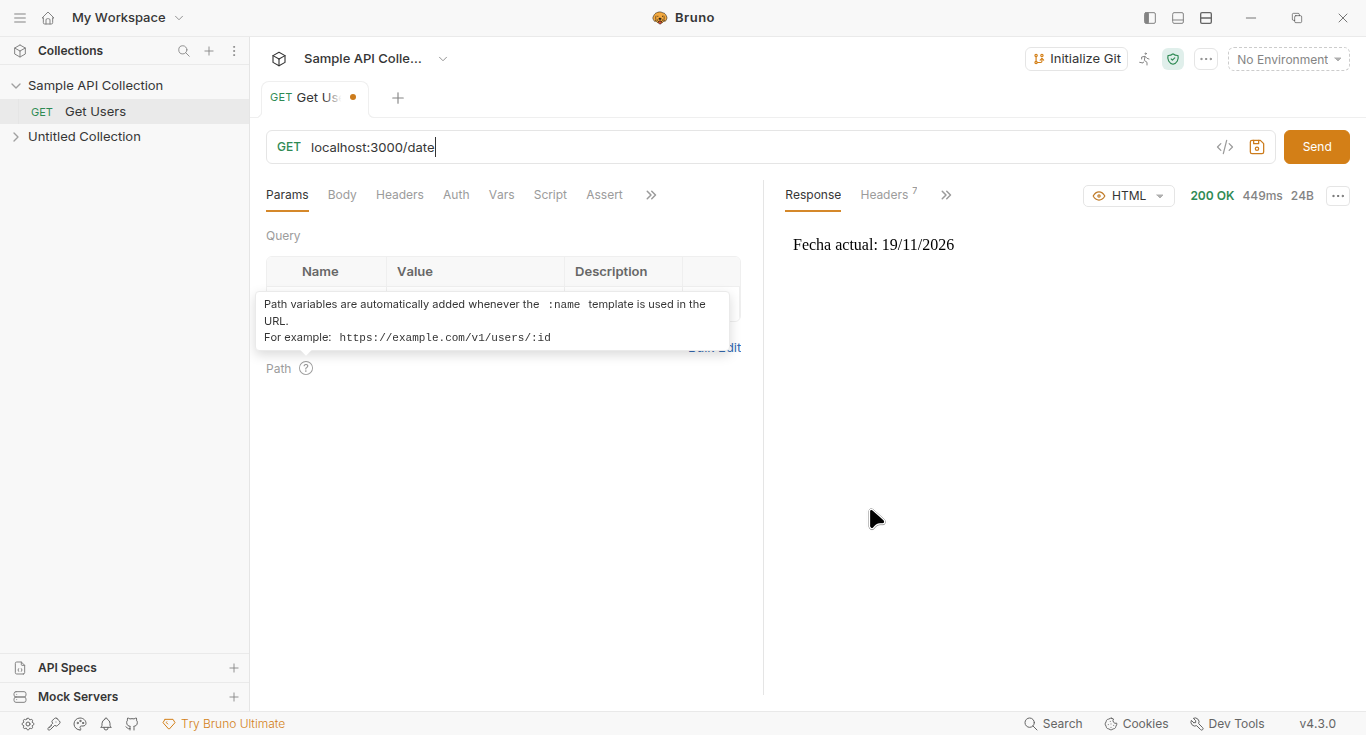 My Workspace
Bruno
Collections
Sample API Collection
GET Get Users
Untitled Collection
API Specs
Mock Servers
Sample API Colle...
Initialize Git
No Environment
GET Get Us
GET localhost:3000/date
Send
Params Body Headers Auth Vars Script Assert
Query
Name Value Description
Path variables are automatically added whenever the :name template is used in the
URL.
For example: https://example.com/v1/users/:id
Path
Response Headers 7
HTML
200 OK 449ms 24B
Fecha actual: 19/11/2026
Try Bruno Ultimate
Search
Cookies
Dev Tools
v4.3.0